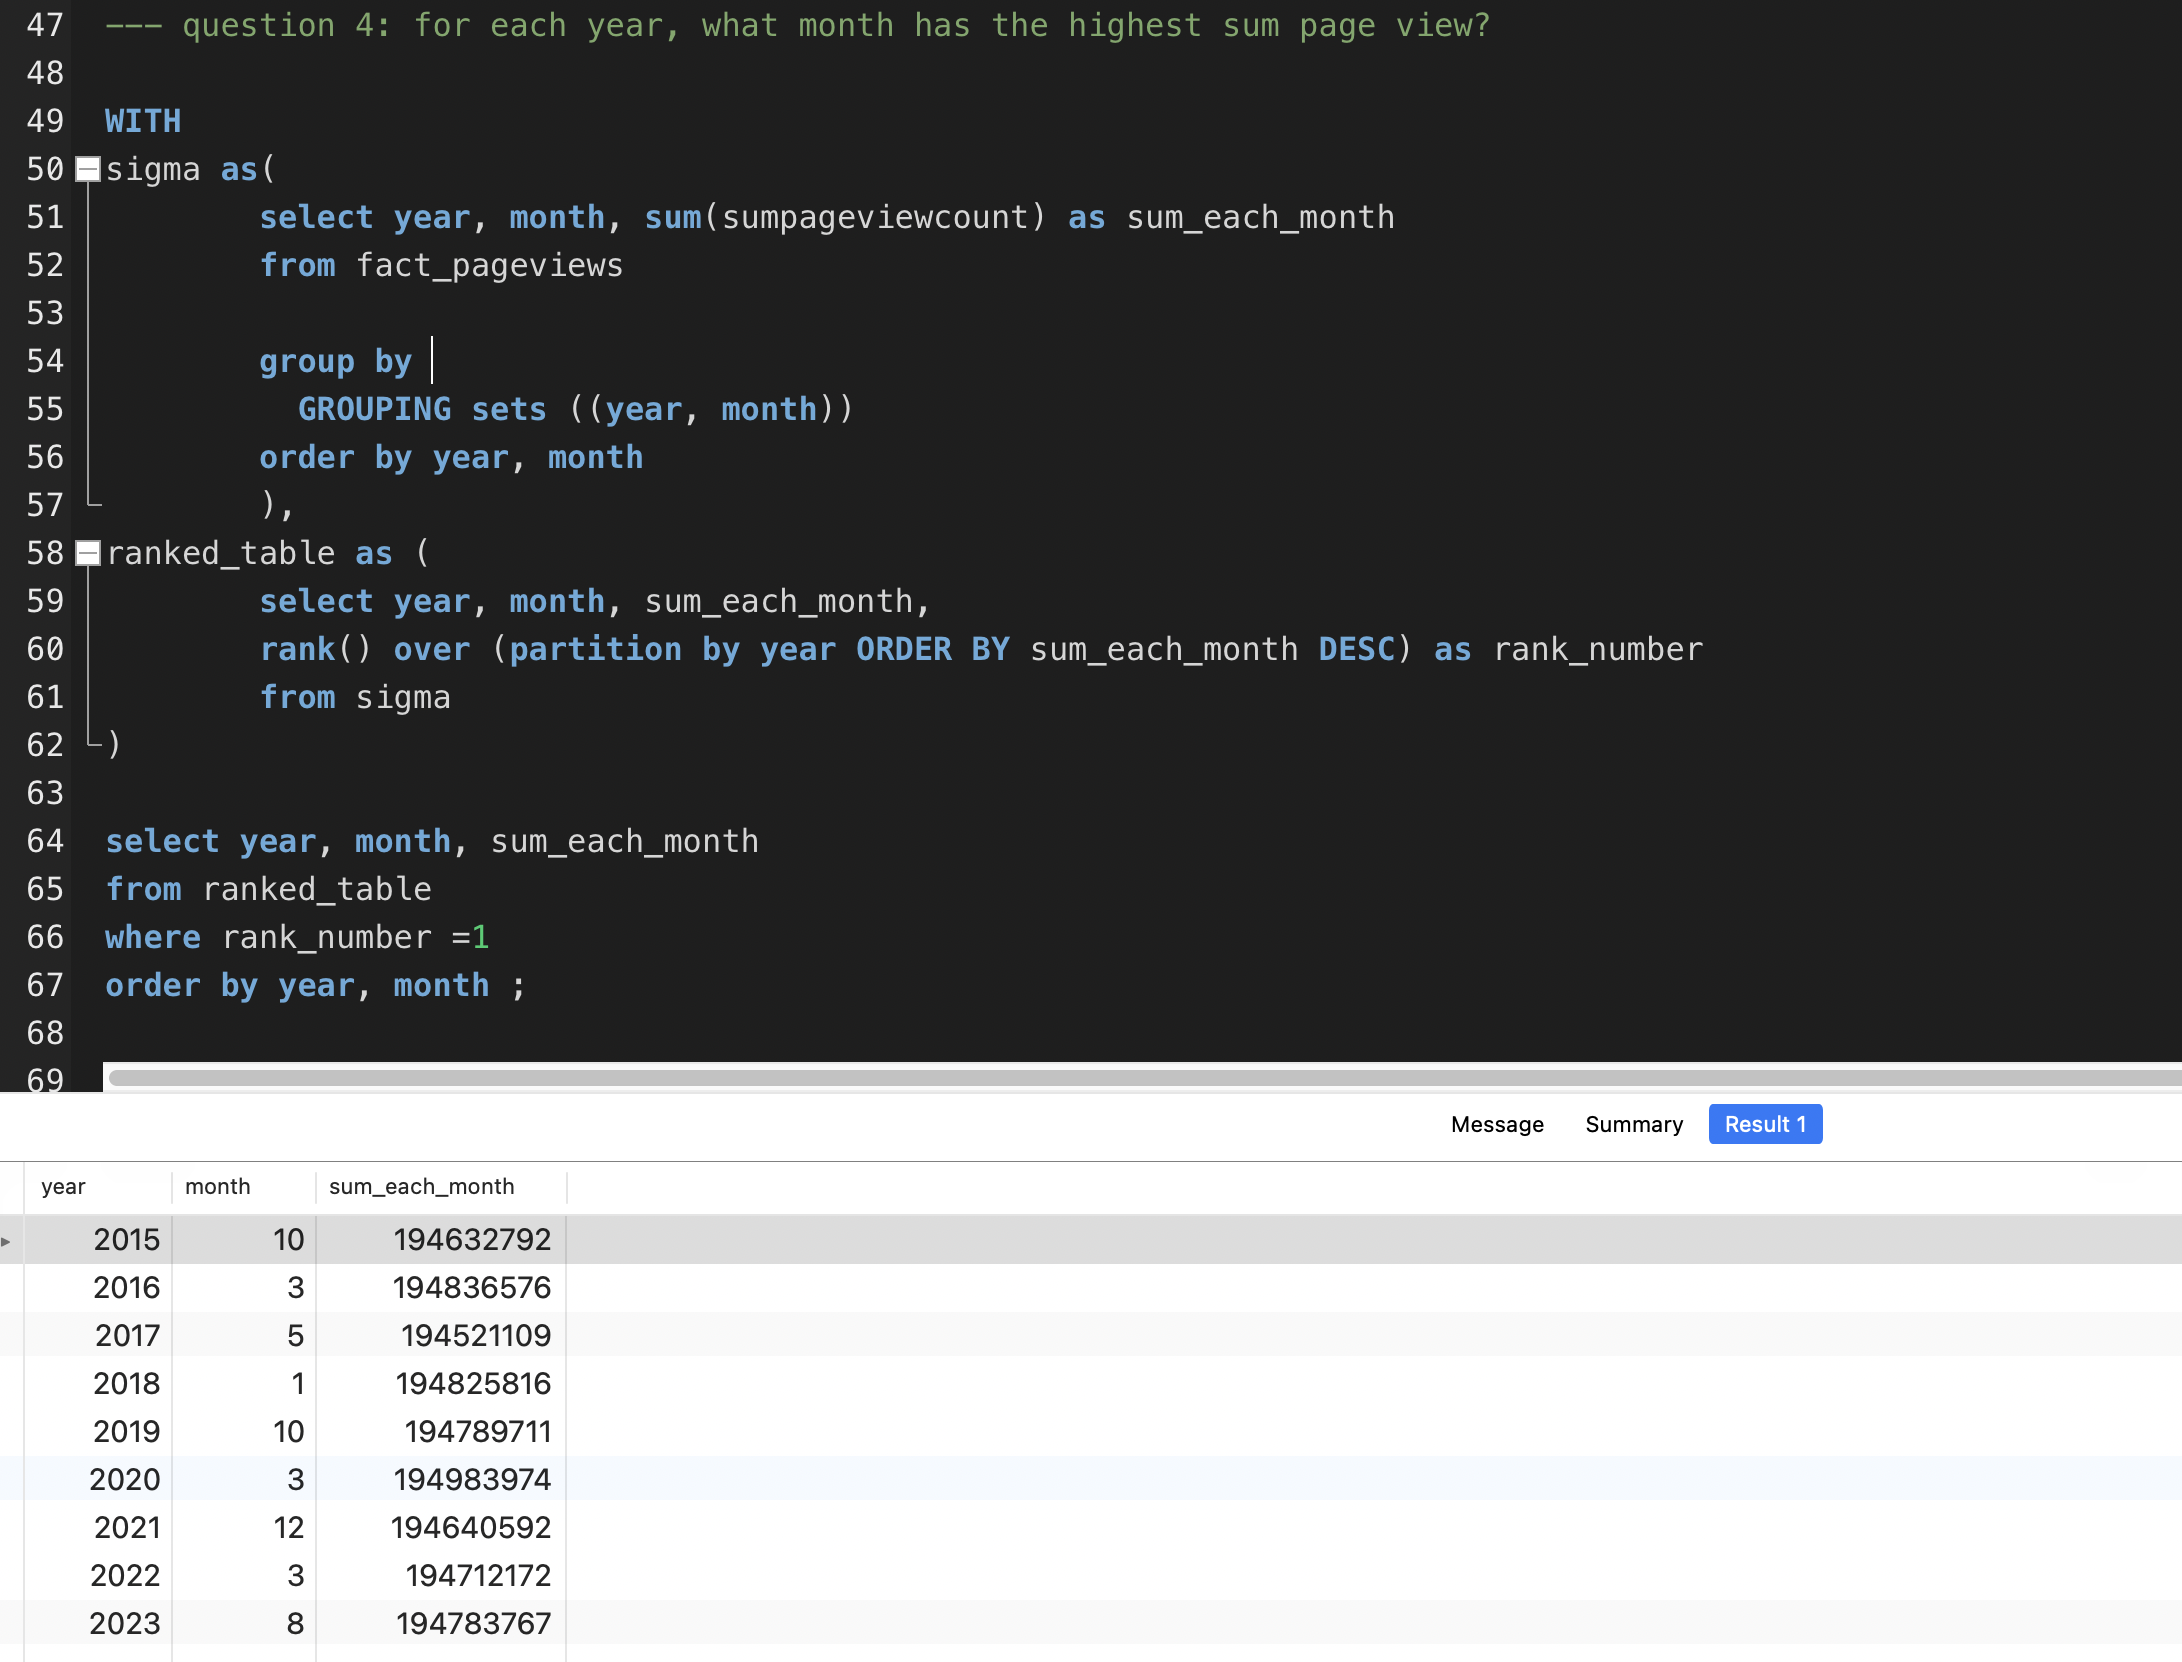 47 --- question 4: for each year, what month has the highest sum page view?
48
49 WITH
50 sigma as(
51 select year, month, sum(sumpageviewcount) as sum_each_month
52 from fact_pageviews
53
54 group by
55 GROUPING sets ((year, month))
56 order by year, month
57 ),
58 ranked_table as (
59 select year, month, sum_each_month,
60 rank() over (partition by year ORDER BY sum_each_month DESC) as rank_number
61 from sigma
62 )
63
64 select year, month, sum_each_month
65 from ranked_table
66 where rank_number =1
67 order by year, month ;
68
69
Message Summary Result 1
year month sum_each_month
2015 10 194632792
2016 3 194836576
2017 5 194521109
2018 1 194825816
2019 10 194789711
2020 3 194983974
2021 12 194640592
2022 3 194712172
2023 8 194783767